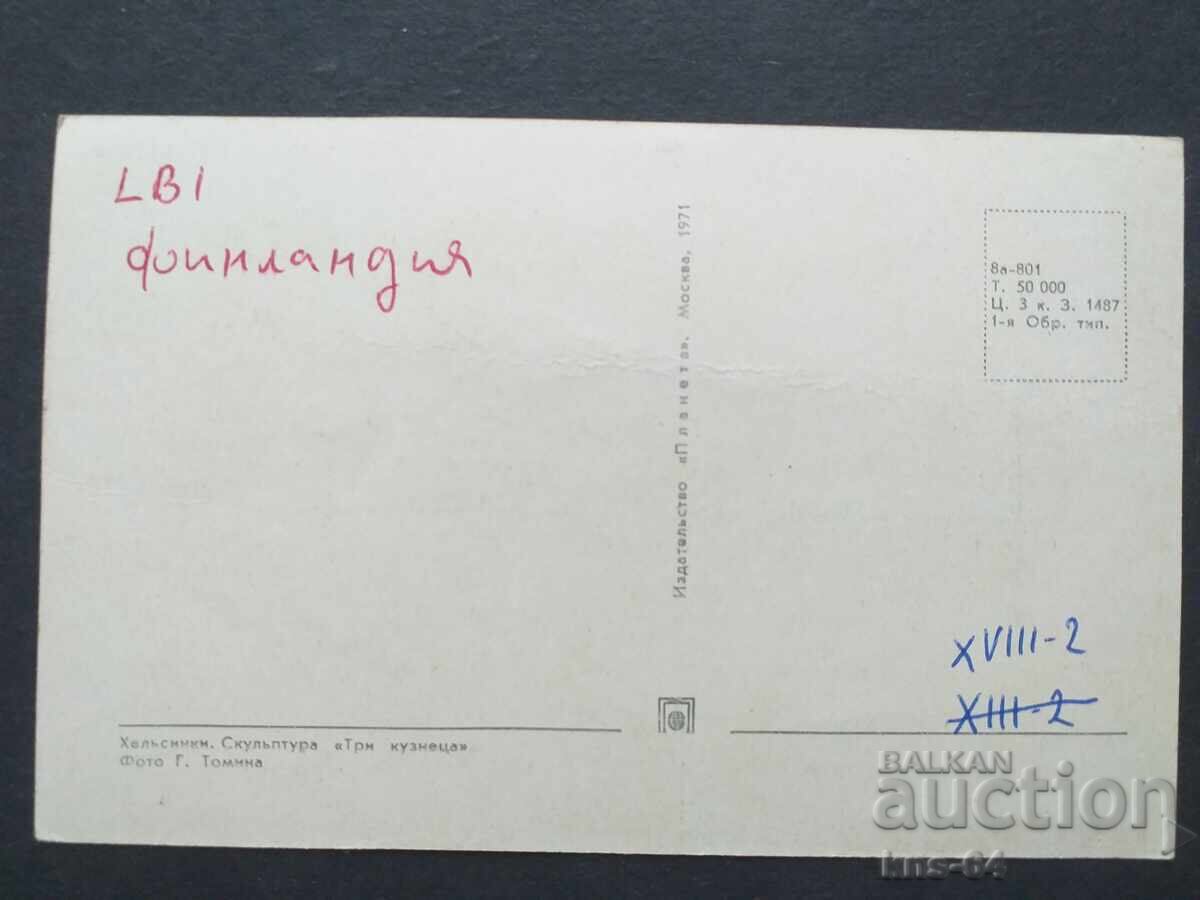 LB1
Финландия
Издательство «Планета», Москва, 1971
8а-801
Т. 50 000
Ц. 3 к. З. 1487
1-я Обр. тип.
XVIII-2
XIII-2
Хельсинки. Скульптура «Три кузнеца»
Фото Г. Томина
BALKAN
auction
kns-64